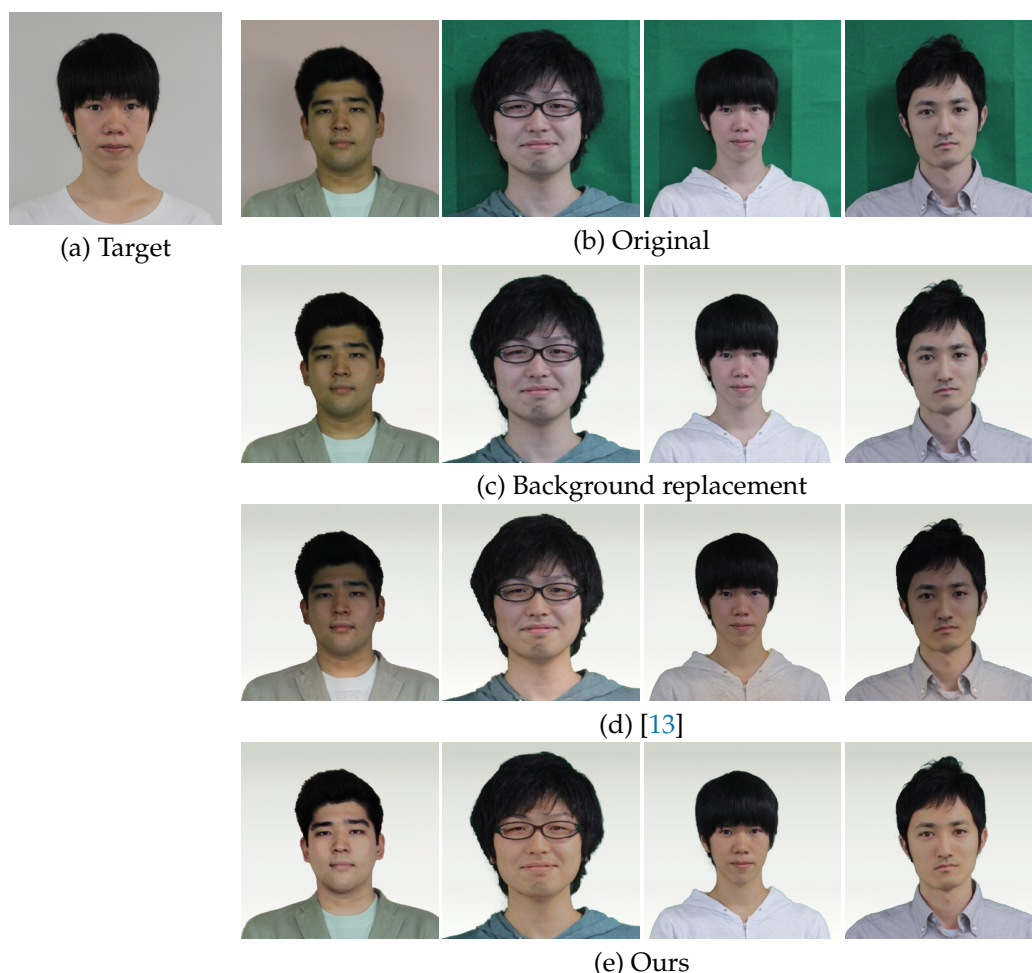 (a) Target
(b) Original
(c) Background replacement
(d) [13]
(e) Ours